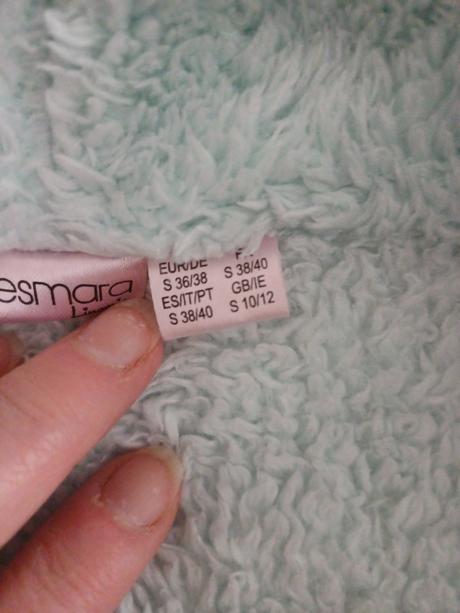 esmara
EUR/DE
S 36/38
ES/IT/PT
S 38/40
S 38/40
GB/IE
S 10/12